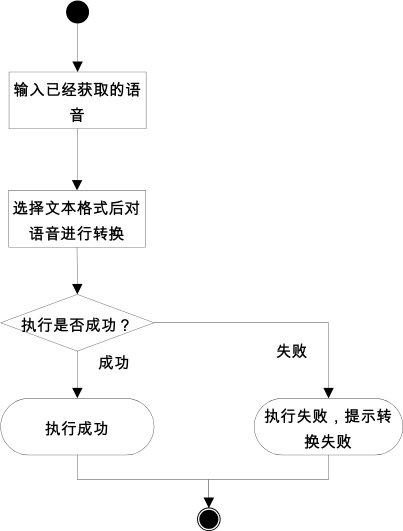 输入已经获取的语
音
选择文本格式后对
语音进行转换
执行是否成功？
失败
成功
执行成功
执行失败，提示转
换失败